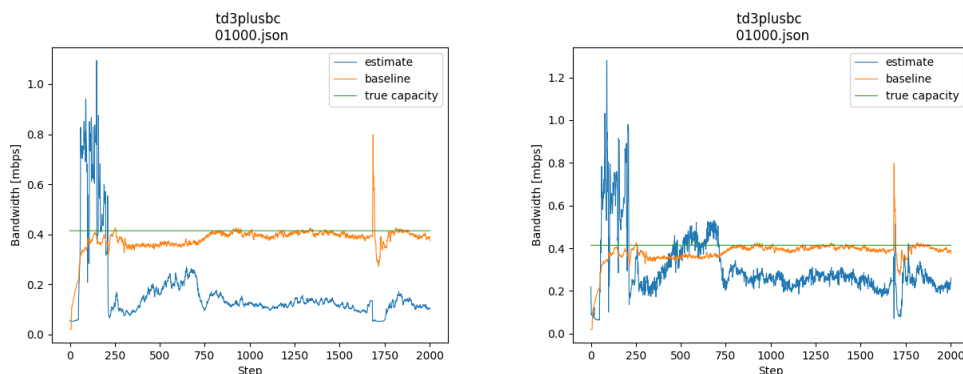 td3plusbc
01000.json
estimate
baseline
true capacity
1.0
0.8
0.6
0.4
0.2
0.0
Bandwidth [mbps]
0
250
500
750
1000
1250
1500
1750
2000
Step
td3plusbc
01000.json
estimate
baseline
true capacity
1.2
1.0
0.8
0.6
0.4
0.2
0.0
Bandwidth [mbps]
0
250
500
750
1000
1250
1500
1750
2000
Step